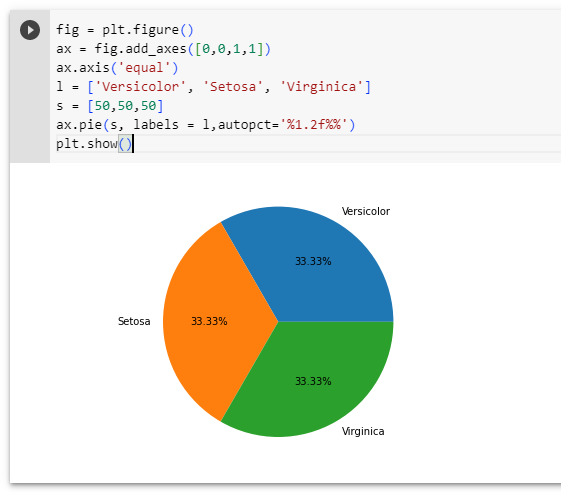 fig = plt.figure()
ax = fig.add_axes([0,0,1,1])
ax.axis('equal')
l = ['Versicolor', 'Setosa', 'Virginica']
s = [50,50,50]
ax.pie(s, labels = l,autopct='%1.2f%%')
plt.show()
Versicolor
33.33%
Setosa
33.33%
33.33%
Virginica